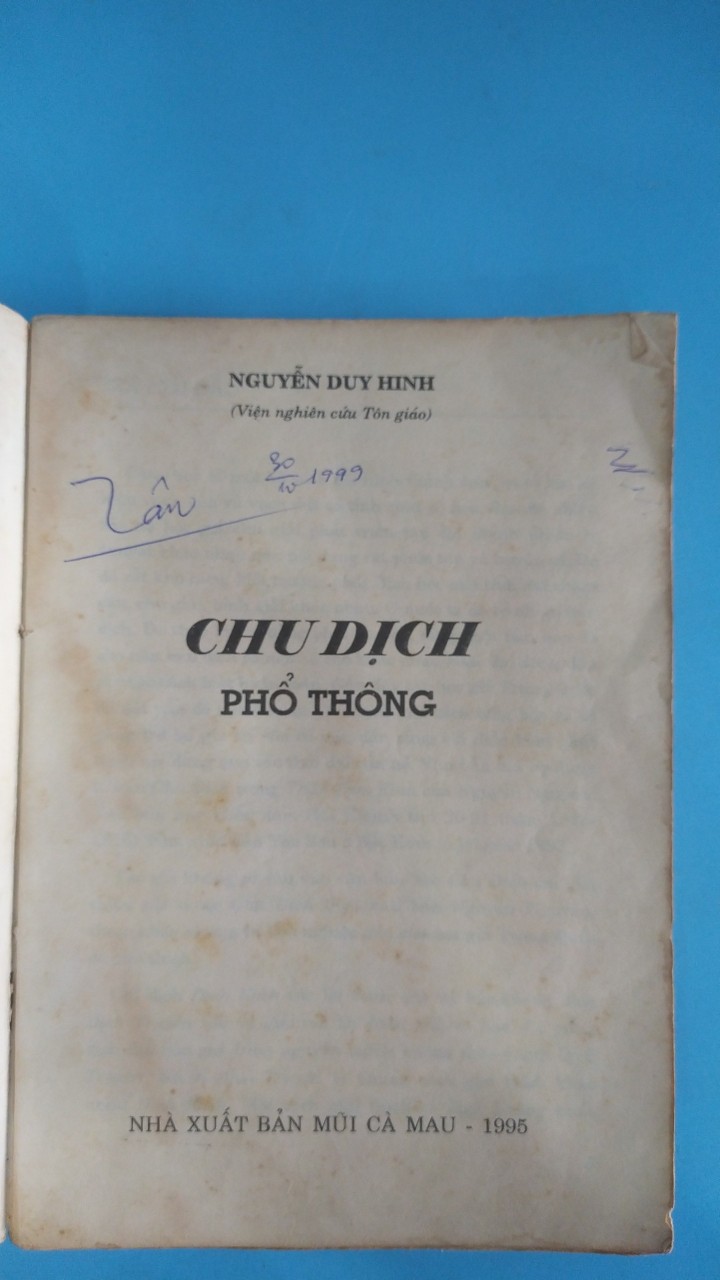 NGUYỄN DUY HINH
(Viện nghiên cứu Tôn giáo)
30/10 1999
Tân
CHU DỊCH
PHỔ THÔNG
NHÀ XUẤT BẢN MŨI CÀ MAU - 1995